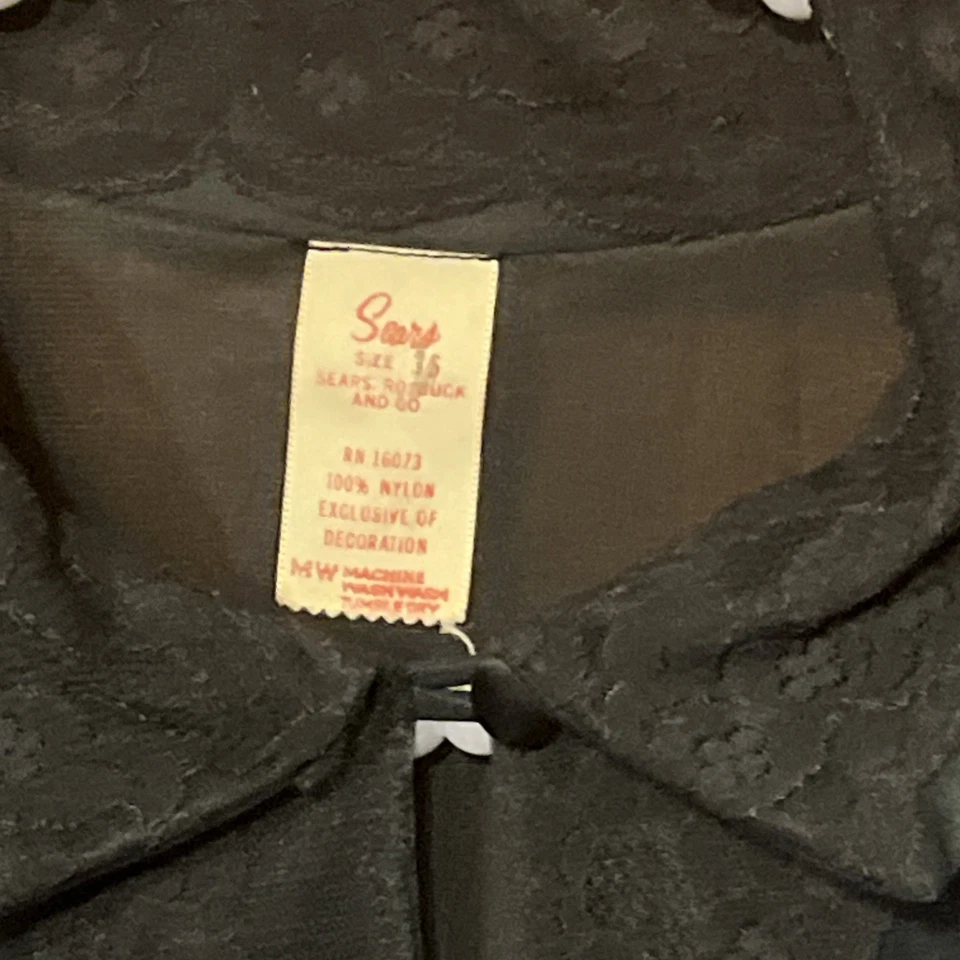 Sears
SIZE 16
SEARS, ROEBUCK
AND CO
RN 16073
100% NYLON
EXCLUSIVE OF
DECORATION
MW MACHINE
WASH WARM
TUMBLE DRY